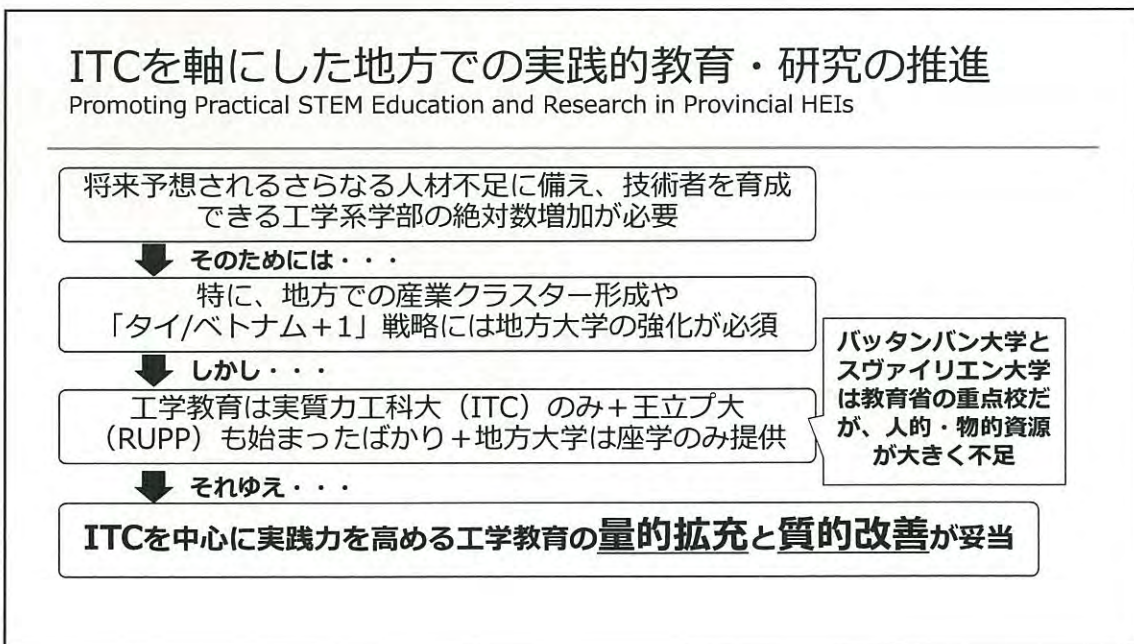 ITCを軸にした地方での実践的教育・研究の推進
Promoting Practical STEM Education and Research in Provincial HEIs
将来予想されるさらなる人材不足に備え、技術者を育成
できる工学系学部の絶対数増加が必要
そのためには・・・
特に、地方での産業クラスター形成や
「タイ/ベトナム＋1」戦略には地方大学の強化が必須
しかし・・・
工学教育は実質カ工科大（ITC）のみ＋王立プ大
（RUPP）も始まったばかり＋地方大学は座学のみ提供
バッタンバン大学と
スヴァイリエン大学
は教育省の重点校だ
が、人的・物的資源
が大きく不足
それゆえ・・・
ITCを中心に実践力を高める工学教育の量的拡充と質的改善が妥当